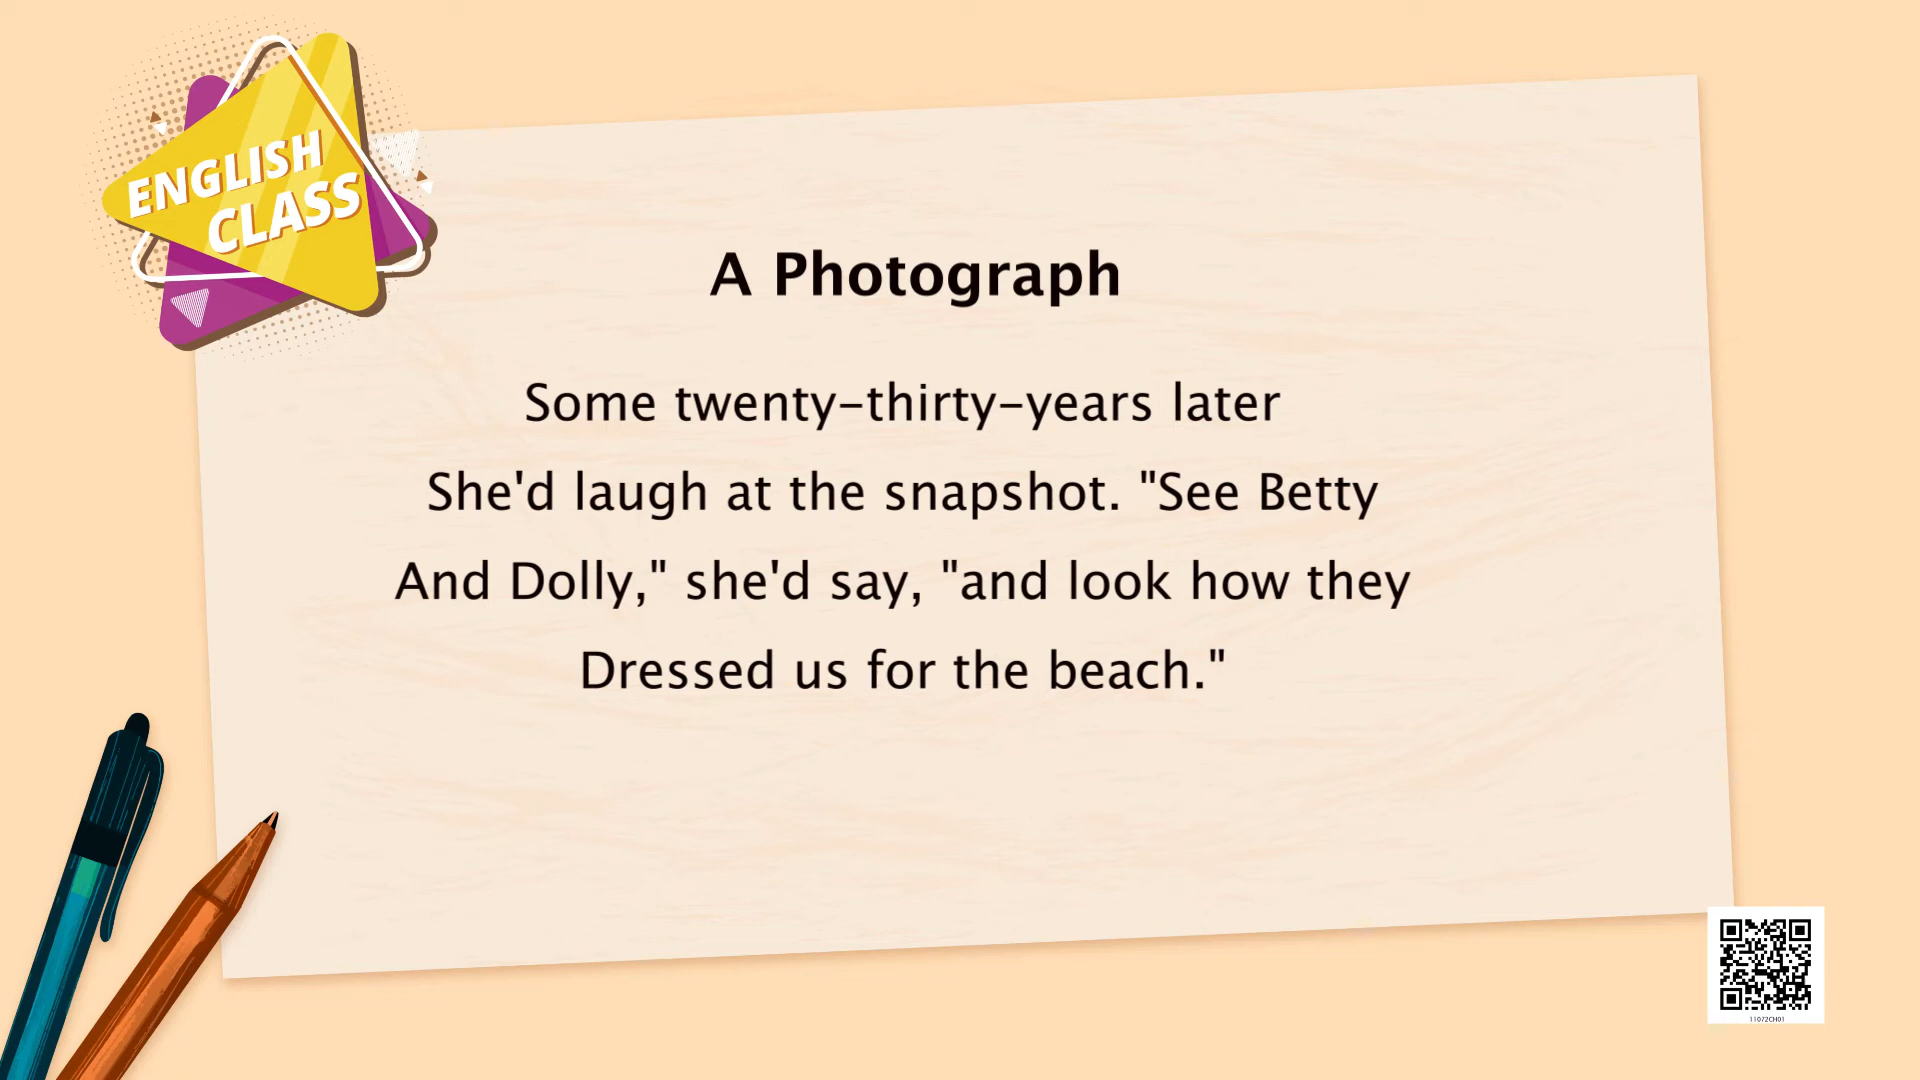 ENGLISH
CLASS
A Photograph
Some twenty-thirty-years later
She'd laugh at the snapshot. "See Betty
And Dolly," she'd say, "and look how they
Dressed us for the beach."
11072CH01